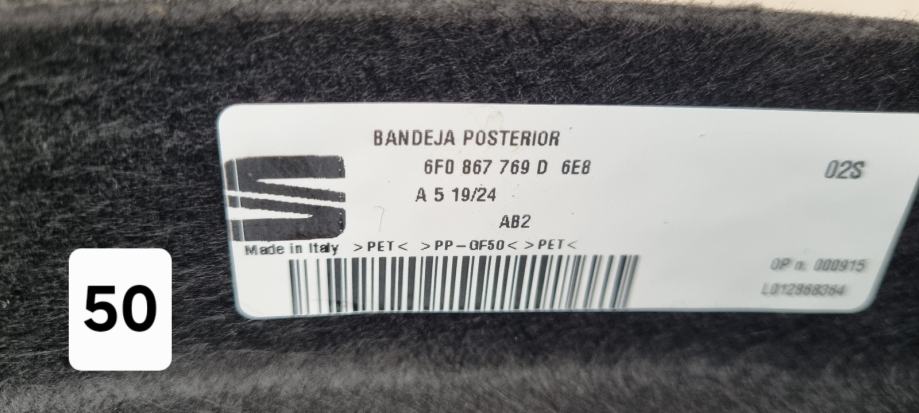 BANDEJA POSTERIOR
6F0 867 769 D 6E8
02S
A 5 19/24
AB2
Made in Italy >PET< >PP-GF50< >PET<
OP n. 000915
L012968364
50